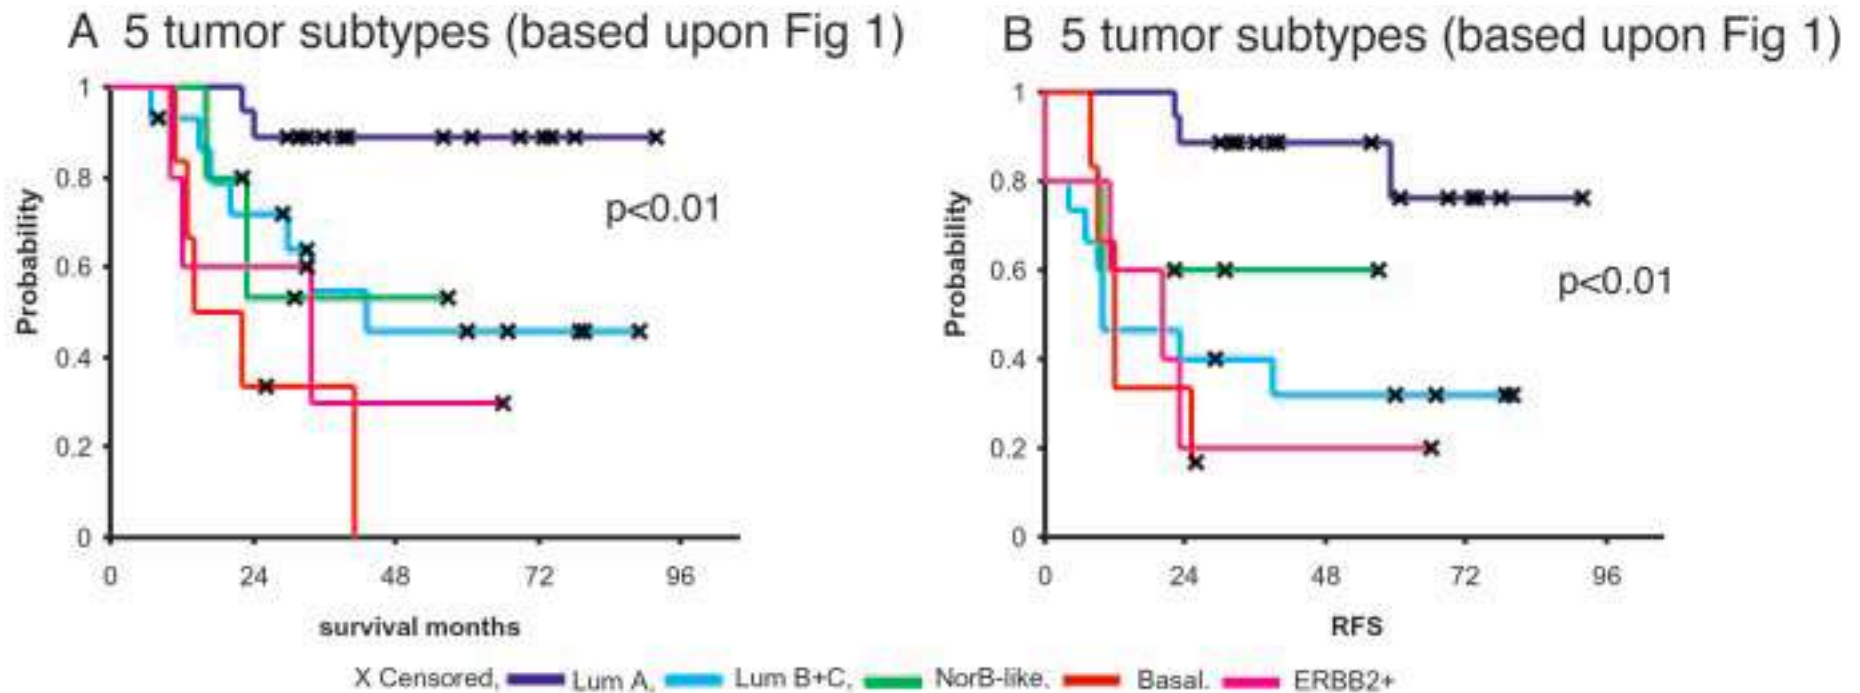 A 5 tumor subtypes (based upon Fig 1)
1
0.8
0.6
0.4
0.2
0
Probability
p<0.01
0 24 48 72 96
survival months
B 5 tumor subtypes (based upon Fig 1)
1
0.8
0.6
0.4
0.2
0
Probability
p<0.01
0 24 48 72 96
RFS
X Censored, Lum A, Lum B+C, NorB-like. Basal. ERBB2+